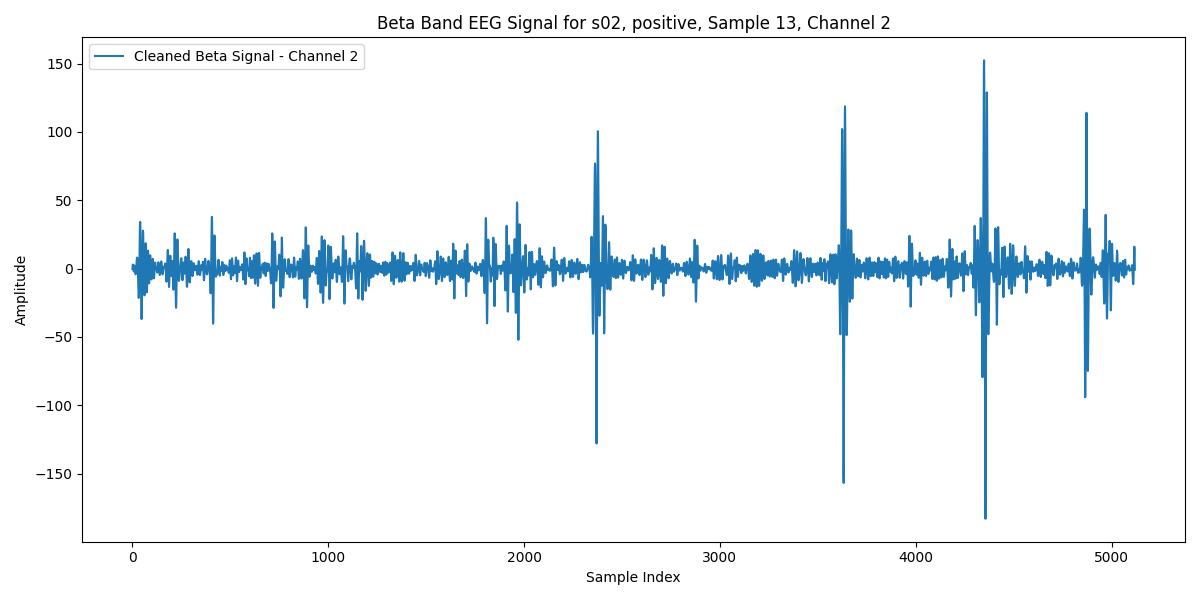 Beta Band EEG Signal for s02, positive, Sample 13, Channel 2
Cleaned Beta Signal - Channel 2
150
100
50
0
−50
−100
−150
Amplitude
0 1000 2000 3000 4000 5000
Sample Index